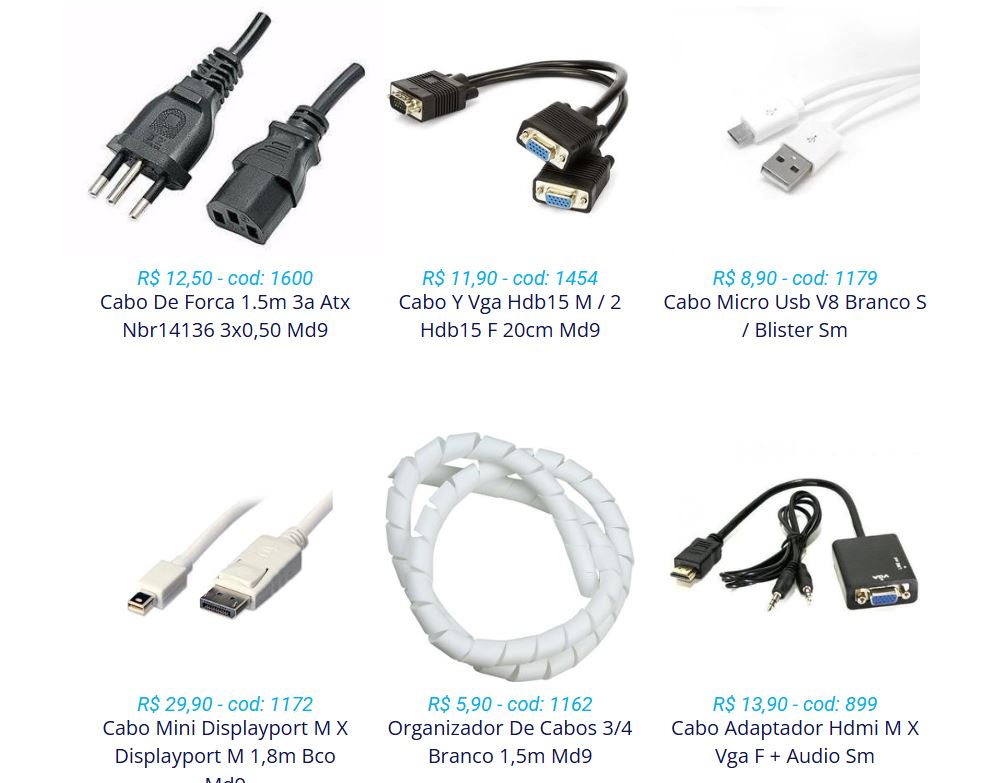 R$ 12,50 - cod: 1600
Cabo De Forca 1.5m 3a Atx
Nbr14136 3x0,50 Md9
R$ 11,90 - cod: 1454
Cabo Y Vga Hdb15 M / 2
Hdb15 F 20cm Md9
R$ 8,90 - cod: 1179
Cabo Micro Usb V8 Branco S
/ Blister Sm
R$ 29,90 - cod: 1172
Cabo Mini Displayport M X
Displayport M 1,8m Bco
Md9
R$ 5,90 - cod: 1162
Organizador De Cabos 3/4
Branco 1,5m Md9
VGA
R$ 13,90 - cod: 899
Cabo Adaptador Hdmi M X
Vga F + Audio Sm